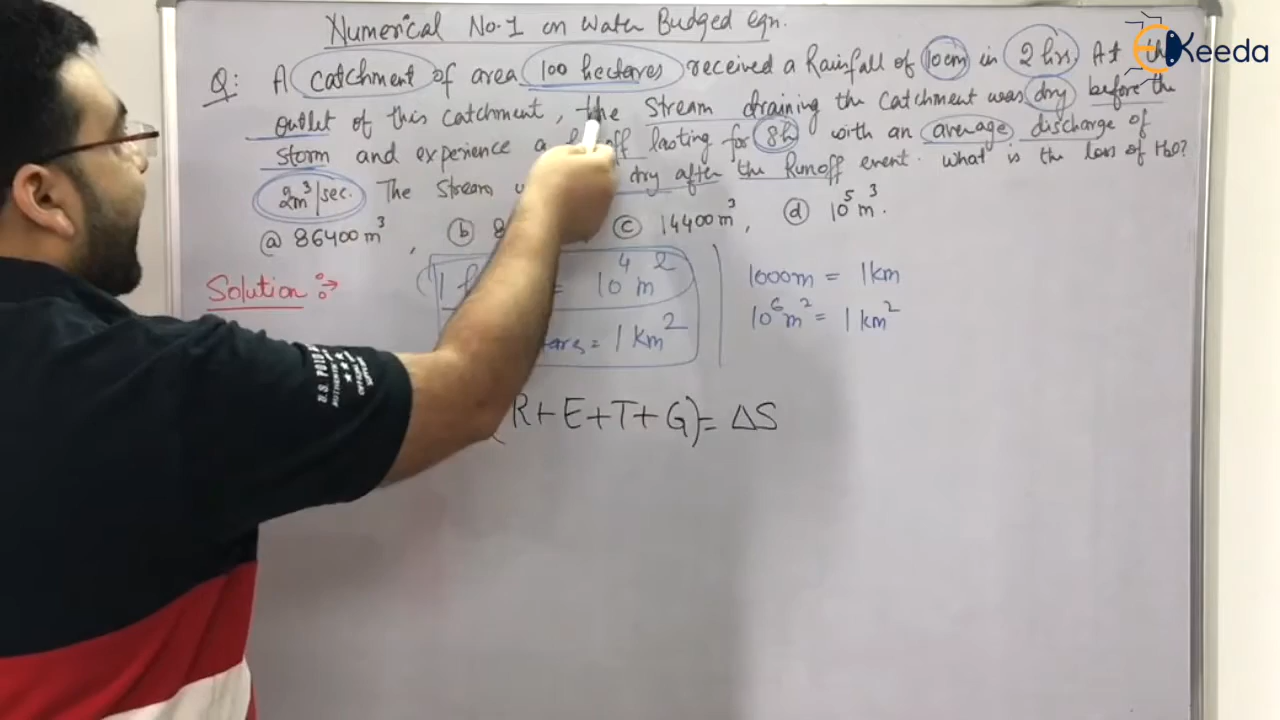 Numerical No.1 on Water Budged eqn.
Q: A catchment of area 100 hectares received a Rainfall of 10cm in 2 hrs. At the
outlet of this catchment, the stream draining the catchment was dry before the
storm and experience a lasting for 8h with an average discharge of
2m³/sec. The stream dry after the Runoff event. What is the loss of H₂O?
ⓐ 86400 m³, ⓑ 8 ⓒ 14400 m³, ⓓ 10⁵ m³.
Solution :→
1 = 10⁴ m² 1000m = 1km
= 1 km² 10⁶ m² = 1 km²
(R+E+T+G) = ΔS
Keeda
U.S. POLO